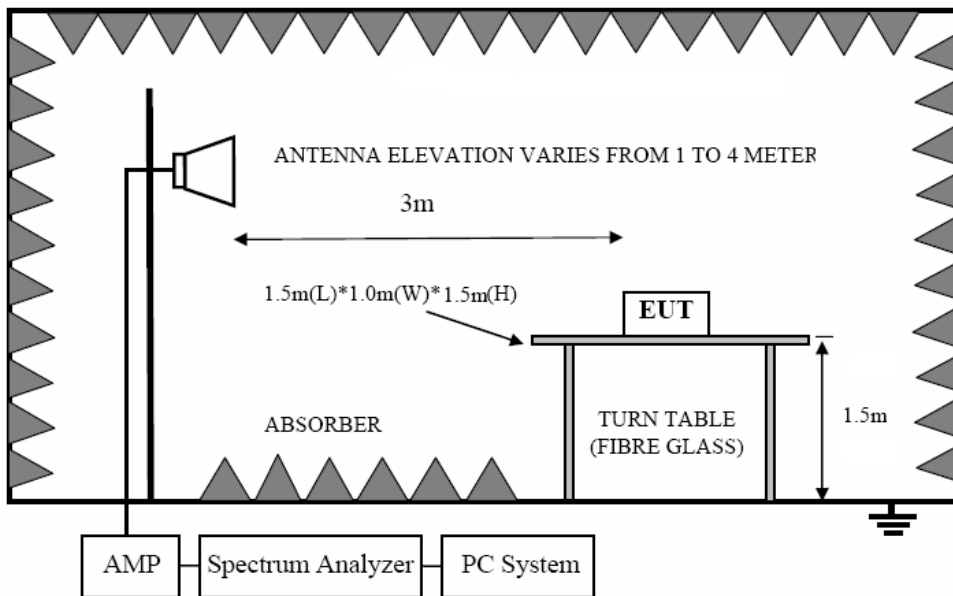 ANTENNA ELEVATION VARIES FROM 1 TO 4 METER
3m
1.5m(L)*1.0m(W)*1.5m(H)
EUT
ABSORBER
TURN TABLE
(FIBRE GLASS)
1.5m
AMP
Spectrum Analyzer
PC System